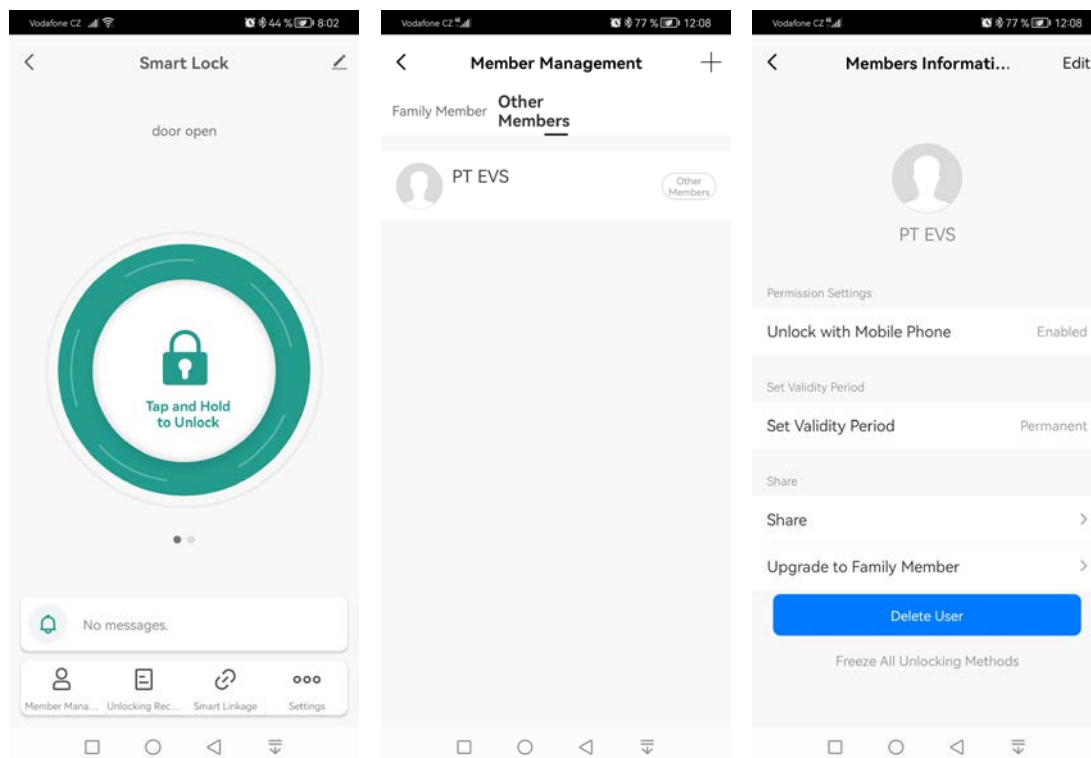 Vodafone CZ 44 % 8:02
Smart Lock
door open
Tap and Hold
to Unlock
No messages.
Member Mana... Unlocking Rec... Smart Linkage Settings
Vodafone CZ 77 % 12:08
Member Management
Family Member Other
Members
PT EVS Other
Members
Vodafone CZ 77 % 12:08
Members Informati... Edit
PT EVS
Permission Settings
Unlock with Mobile Phone Enabled
Set Validity Period
Set Validity Period Permanent
Share
Share
Upgrade to Family Member
Delete User
Freeze All Unlocking Methods